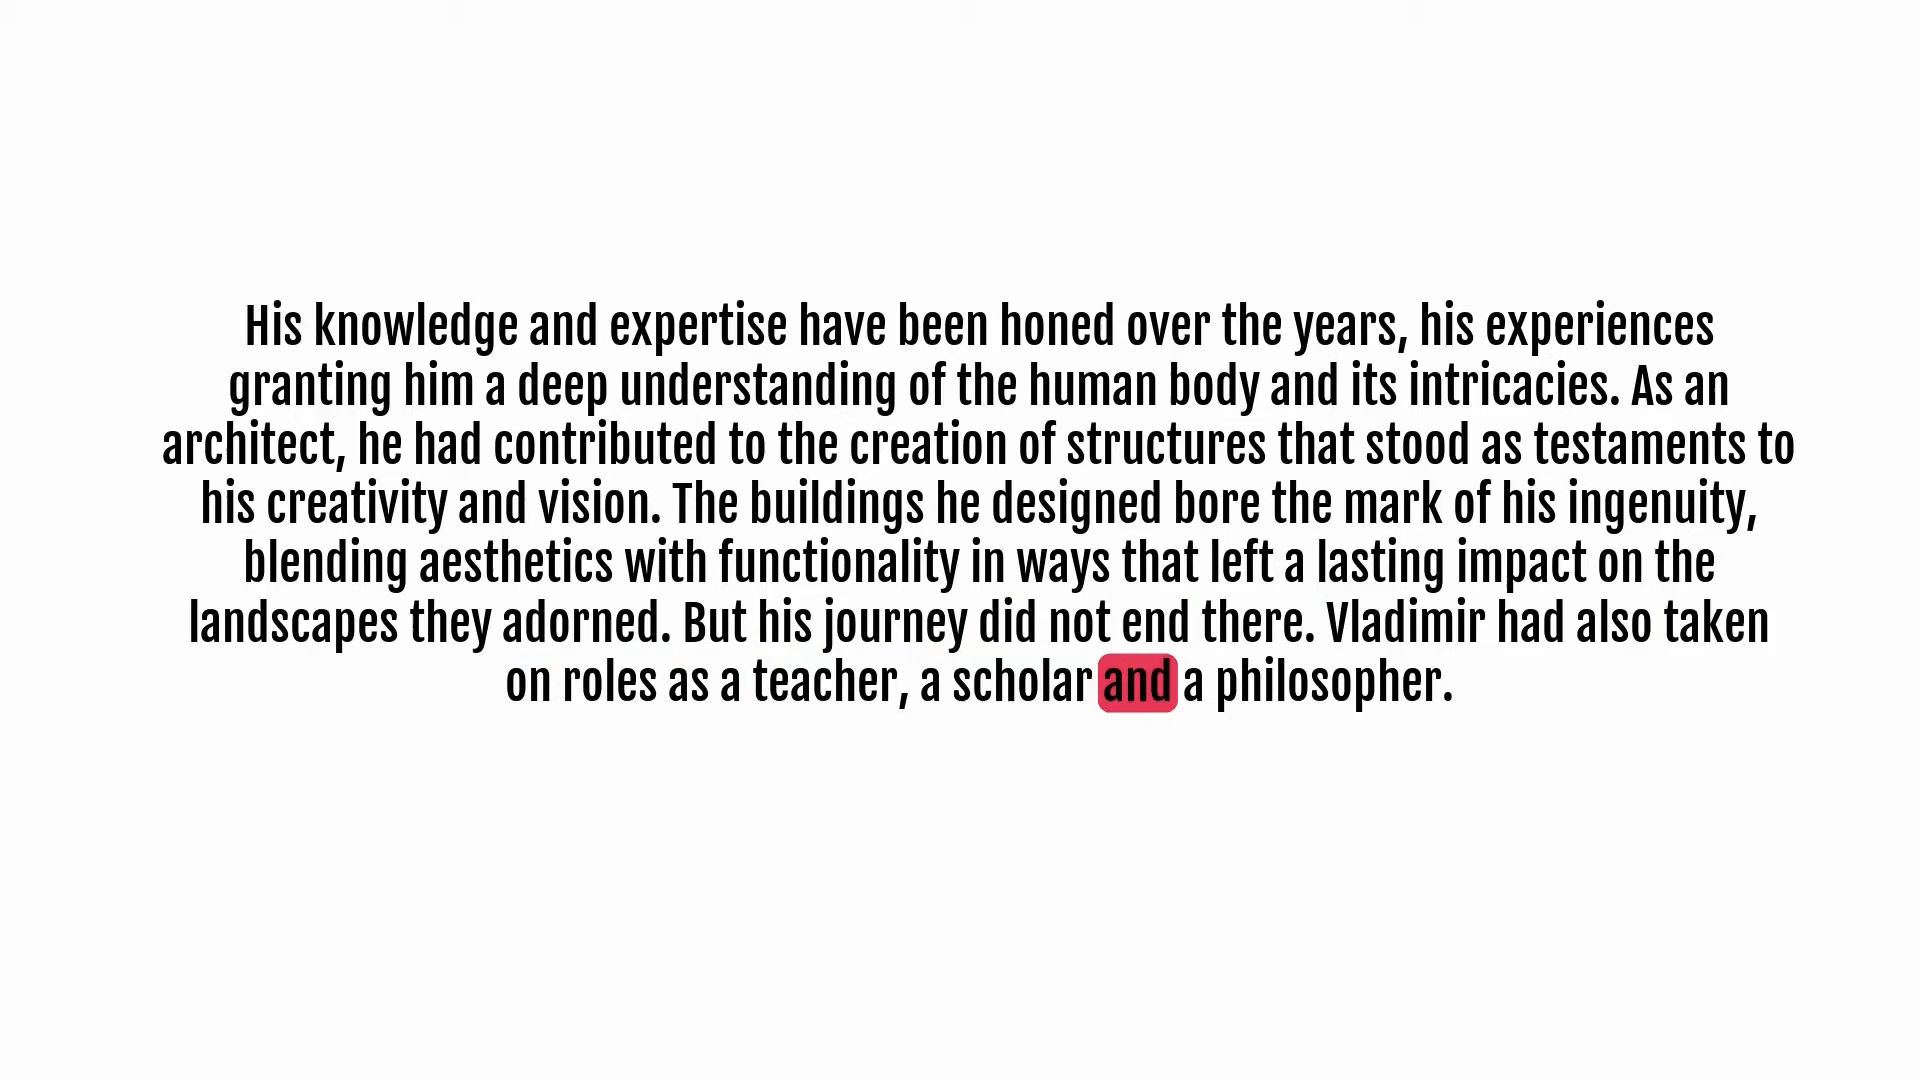 His knowledge and expertise have been honed over the years, his experiences
granting him a deep understanding of the human body and its intricacies. As an
architect, he had contributed to the creation of structures that stood as testaments to
his creativity and vision. The buildings he designed bore the mark of his ingenuity,
blending aesthetics with functionality in ways that left a lasting impact on the
landscapes they adorned. But his journey did not end there. Vladimir had also taken
on roles as a teacher, a scholar and a philosopher.